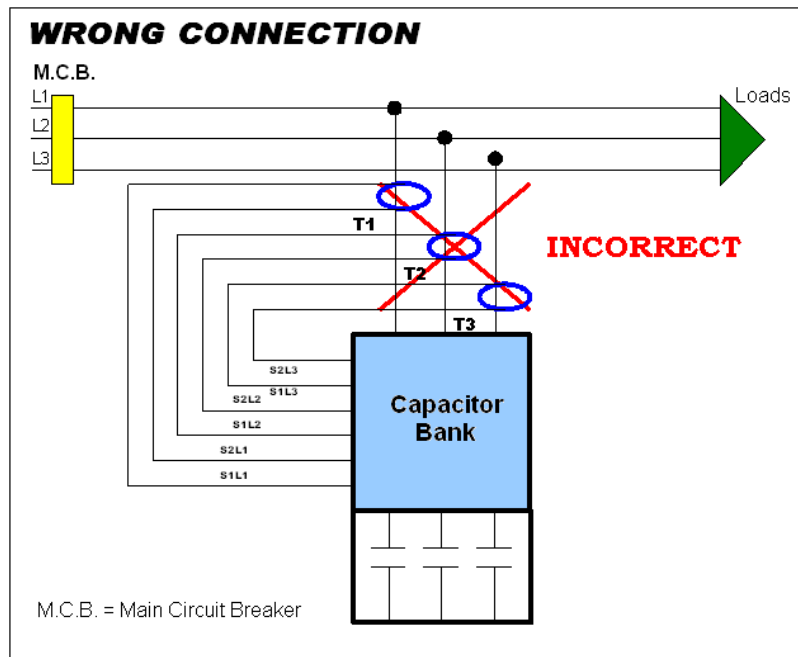 WRONG CONNECTION
M.C.B.
L1
Loads
L2
L3
T1
INCORRECT
T2
T3
S2L3
S1L3
S2L2
Capacitor
Bank
S1L2
S2L1
S1L1
M.C.B. = Main Circuit Breaker